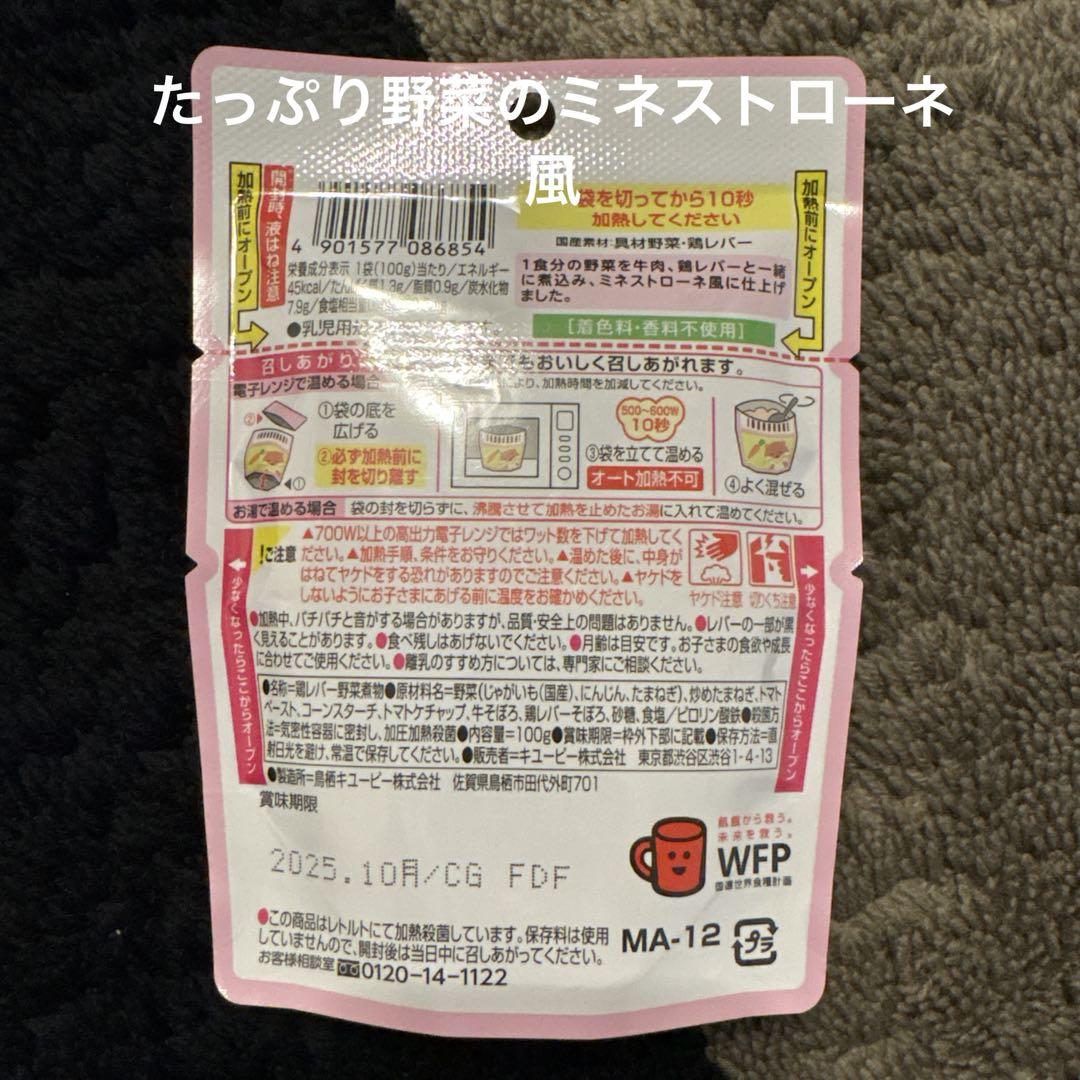 たっぷり野菜のミネストローネ
風
加熱前にオープン
開封時、液はね注意
4 901577 086854
袋を切ってから10秒
加熱してください
国産素材:具材野菜・鶏レバー
1食分の野菜を牛肉、鶏レバーと一緒
に煮込み、ミネストローネ風に仕上げ
ました。
[着色料・香料不使用]
加熱前にオープン
栄養成分表示 1袋(100g)当たり/エネルギー
45kcal/たん 1.3g/脂質0.9g/炭水化物
7.9g/食塩相当量
●乳児用
召しあがり
もおいしく召しあがれます。
電子レンジで温める場合
により、加熱時間を加減してください。
①袋の底を
広げる
②必ず加熱前に
封を切り離す
②
①
500~600W
10秒
③袋を立てて温める
オート加熱不可
④よく混ぜる
お湯で温める場合 袋の封を切らずに、沸騰させて加熱を止めたお湯に入れて温めてください。
!ご注意
▲700W以上の高出力電子レンジではワット数を下げて加熱してく
ださい。▲加熱手順、条件をお守りください。▲温めた後に、中身が
はねてヤケドをする恐れがありますのでご注意ください。▲ヤケドを
しないようにお子さまにあげる前に温度をお確かめください。
ヤケド注意 切りくち注意
少なくなったらここからオープン
少なくなったらここからオープン
●加熱中、パチパチと音がする場合がありますが、品質・安全上の問題はありません。●レバーの一部が黒
く見えることがあります。●食べ残しはあげないでください。●月齢は目安です。お子さまの食欲や成長
に合わせてご使用ください。●離乳のすすめ方については、専門家にご相談ください。
●名称=鶏レバー野菜煮物●原材料名=野菜(じゃがいも(国産)、にんじん、たまねぎ)、炒めたまねぎ、トマト
ペースト、コーンスターチ、トマトケチャップ、牛そぼろ、鶏レバーそぼろ、砂糖、食塩/ピロリン酸鉄●殺菌方
法=気密性容器に密封し、加圧加熱殺菌●内容量=100g●賞味期限=枠外下部に記載●保存方法=直
射日光を避け、常温で保存してください。●販売者=キユーピー株式会社 東京都渋谷区渋谷1-4-13
●製造所=鳥栖キユーピー株式会社 佐賀県鳥栖市田代外町701
賞味期限
2025.10月/CG FDF
飢餓から救う。
未来を救う。
WFP
国連世界食糧計画
●この商品はレトルトにて加熱殺菌しています。保存料は使用
していませんので、開封後は当日中に召しあがってください。
お客様相談室 0120-14-1122
MA-12
プラ